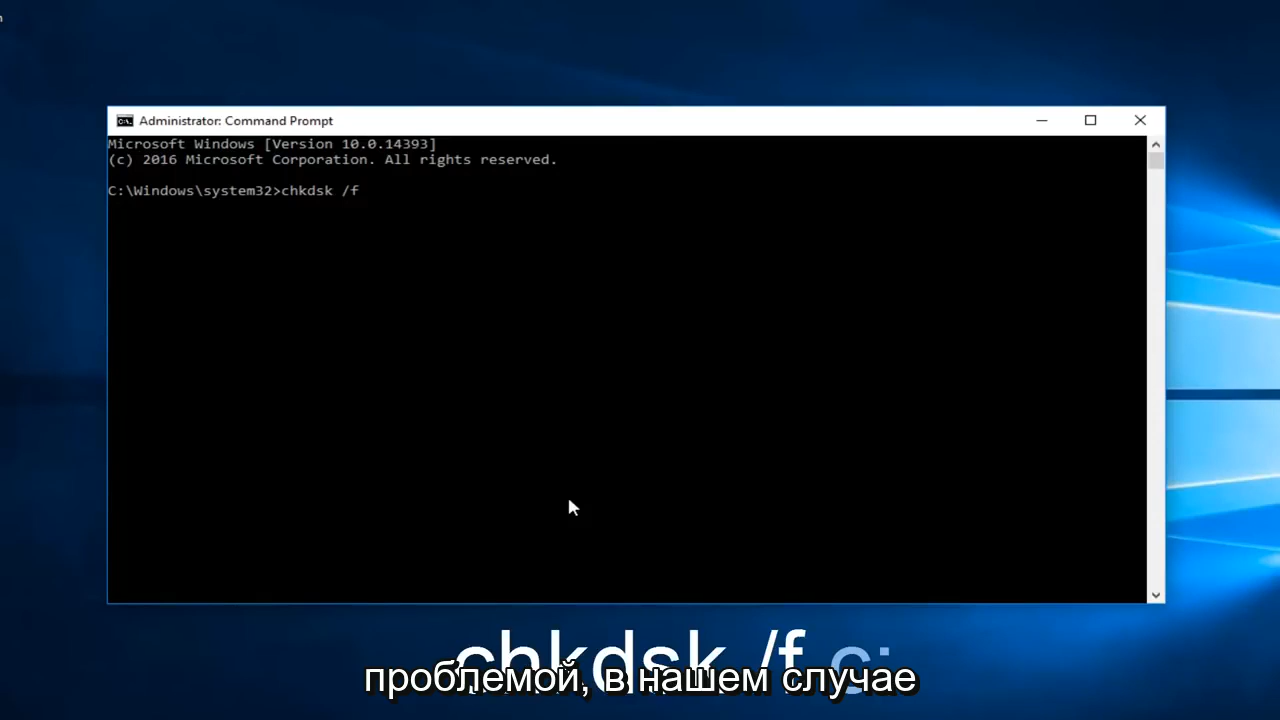 Administrator: Command Prompt
Microsoft Windows [Version 10.0.14393]
(c) 2016 Microsoft Corporation. All rights reserved.
C:\Windows\system32>chkdsk /f
chkdsk /f c:
проблемой, в нашем случае